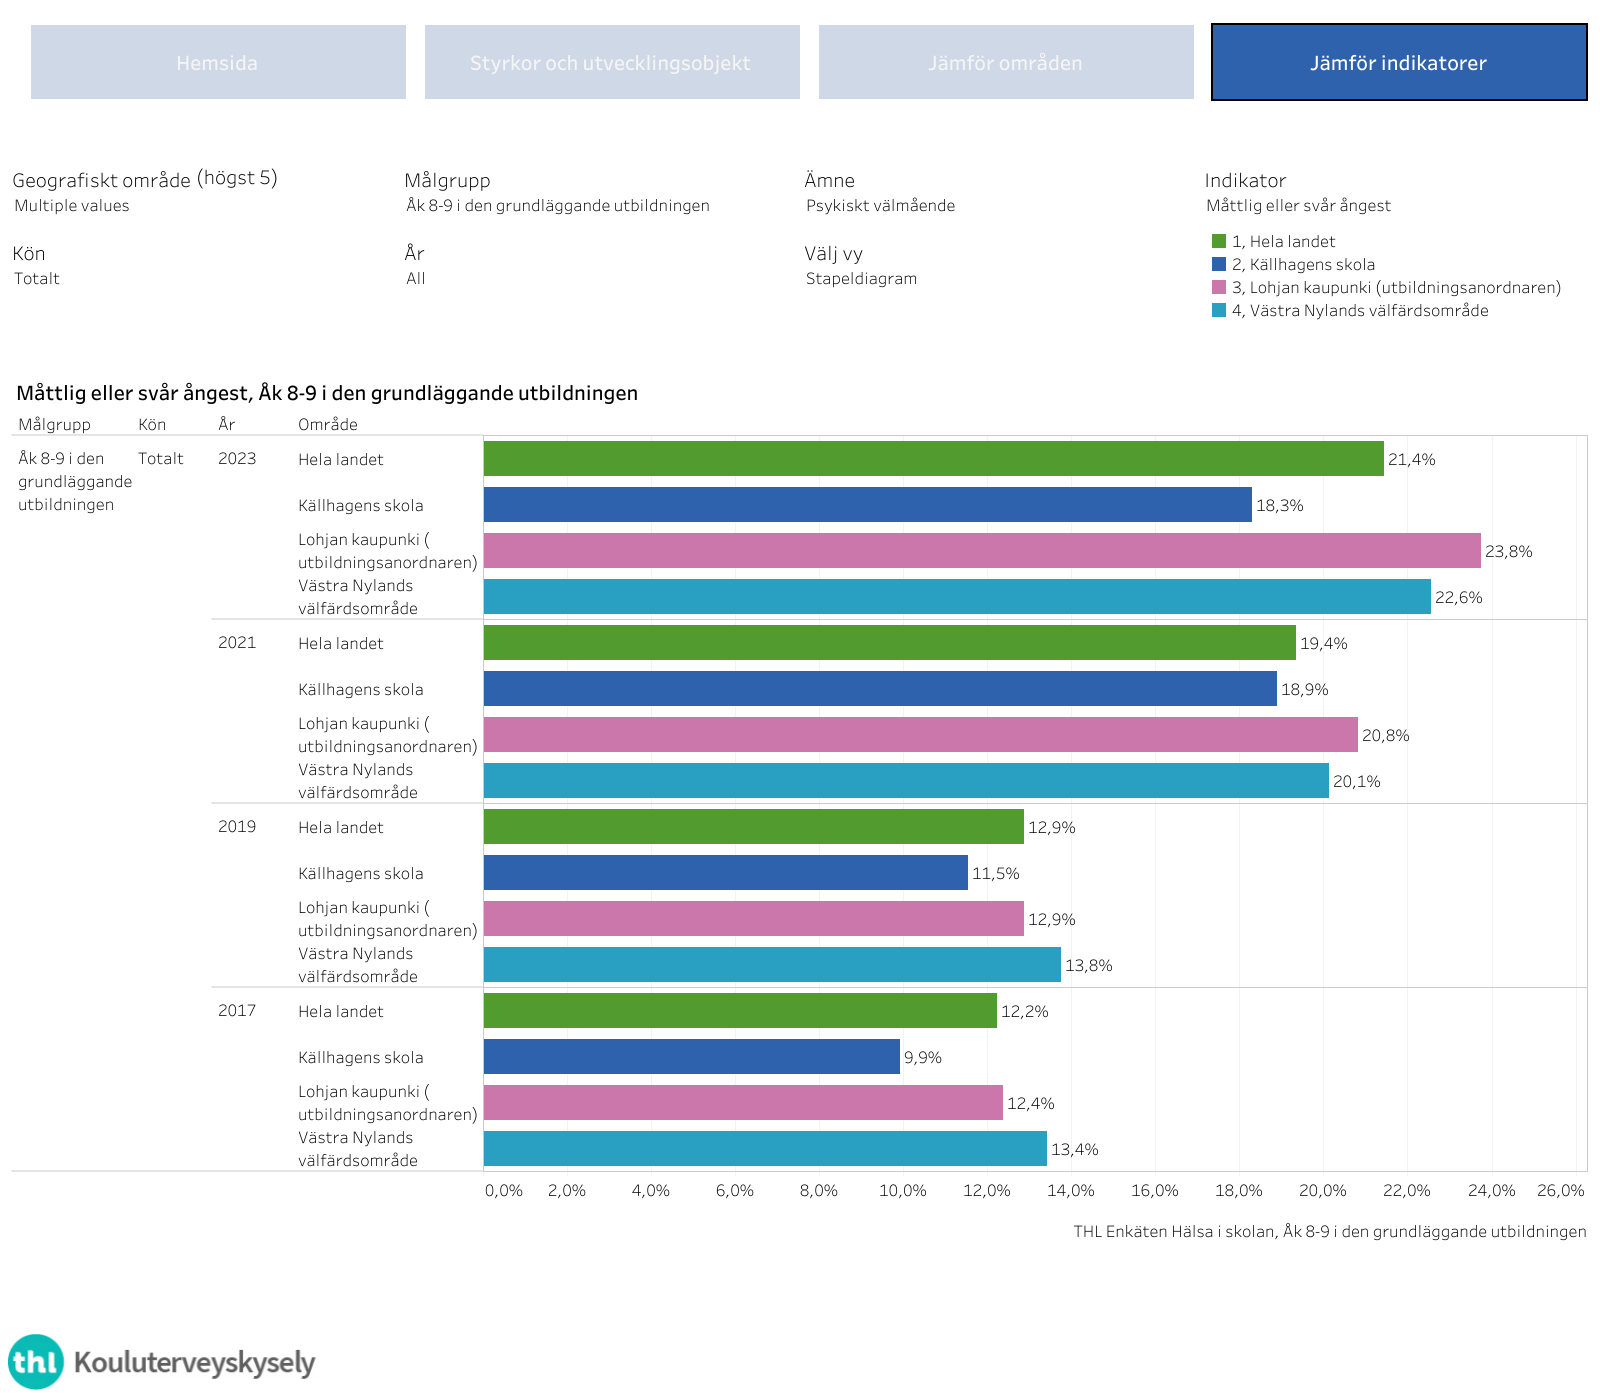 Hemsida
Styrkor och utvecklingsobjekt
Jämför områden
Jämför indikatorer
Geografiskt område (högst 5)
Multiple values
Målgrupp
Åk 8-9 i den grundläggande utbildningen
Ämne
Psykiskt välmående
Indikator
Måttlig eller svår ångest
Kön
Totalt
År
All
Välj vy
Stapeldiagram
1, Hela landet
2, Källhagens skola
3, Lohjan kaupunki (utbildningsanordnaren)
4, Västra Nylands välfärdsområde
Måttlig eller svår ångest, Åk 8-9 i den grundläggande utbildningen
Målgrupp Kön År Område
Åk 8-9 i den
grundläggande
utbildningen
Totalt
2023
Hela landet
21,4%
Källhagens skola
18,3%
Lohjan kaupunki (
utbildningsanordnaren)
23,8%
Västra Nylands
välfärdsområde
22,6%
2021
Hela landet
19,4%
Källhagens skola
18,9%
Lohjan kaupunki (
utbildningsanordnaren)
20,8%
Västra Nylands
välfärdsområde
20,1%
2019
Hela landet
12,9%
Källhagens skola
11,5%
Lohjan kaupunki (
utbildningsanordnaren)
12,9%
Västra Nylands
välfärdsområde
13,8%
2017
Hela landet
12,2%
Källhagens skola
9,9%
Lohjan kaupunki (
utbildningsanordnaren)
12,4%
Västra Nylands
välfärdsområde
13,4%
0,0% 2,0% 4,0% 6,0% 8,0% 10,0% 12,0% 14,0% 16,0% 18,0% 20,0% 22,0% 24,0% 26,0%
THL Enkäten Hälsa i skolan, Åk 8-9 i den grundläggande utbildningen
thl Kouluterveyskysely